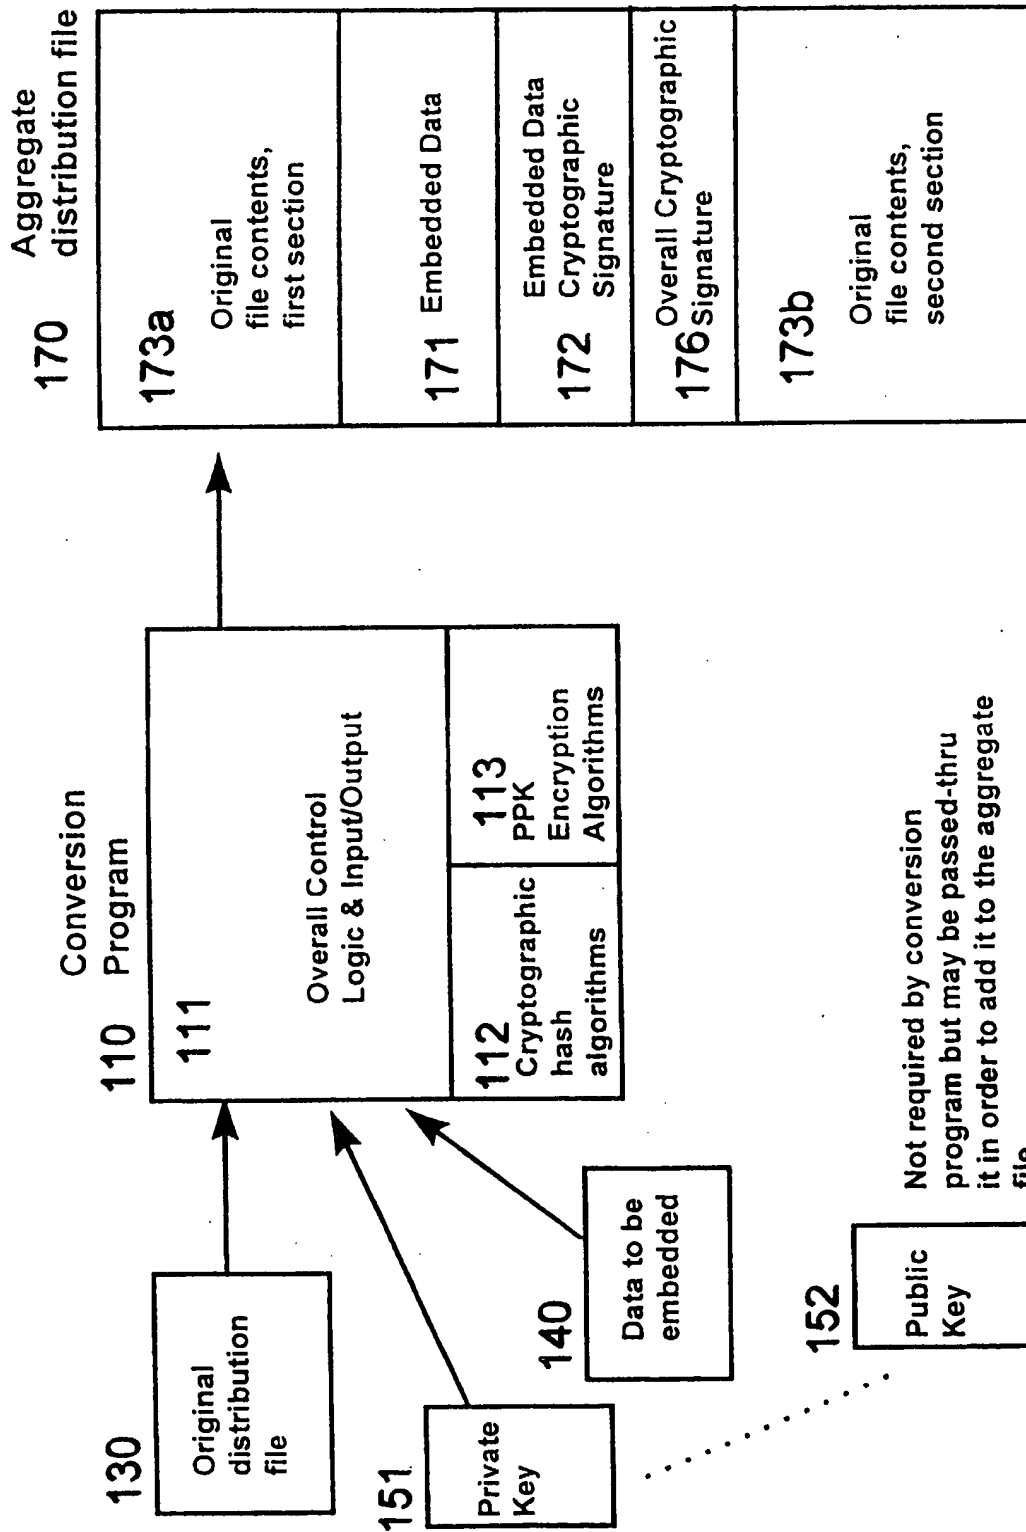 130
Original
distribution
file
151
Private
Key
140
Data to be
embedded
152
Public
Key
Not required by conversion
program but may be passed-thru
it in order to add it to the aggregate
file
Conversion
110 Program
111
Overall Control
Logic & Input/Output
112
Cryptographic
hash
algorithms
113
PPK
Encryption
Algorithms
170
Aggregate
distribution file
173a
Original
file contents,
first section
171 Embedded Data
Embedded Data
172 Cryptographic
Signature
Overall Cryptographic
176 Signature
173b
Original
file contents,
second section